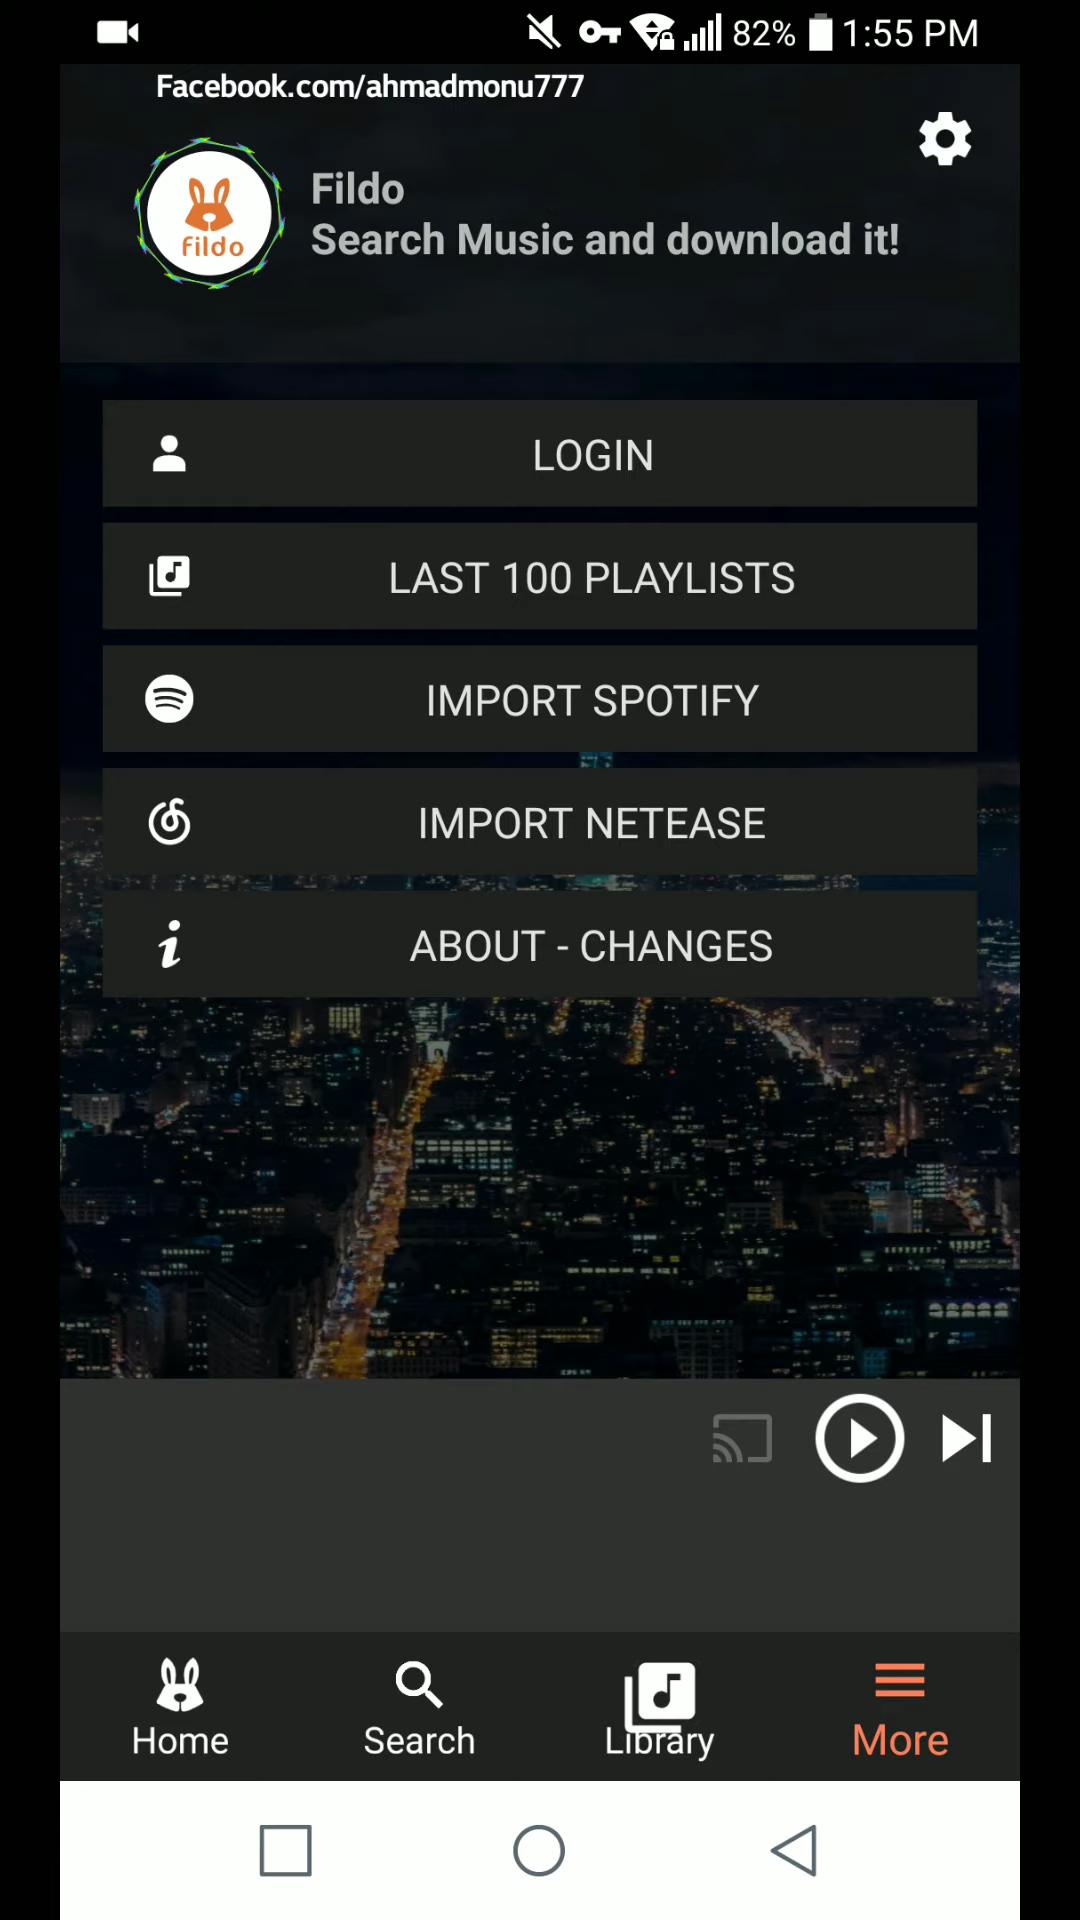 82% 1:55 PM
Facebook.com/ahmadmonu777
fildo
Fildo
Search Music and download it!
LOGIN
LAST 100 PLAYLISTS
IMPORT SPOTIFY
IMPORT NETEASE
ABOUT - CHANGES
Home Search Library More